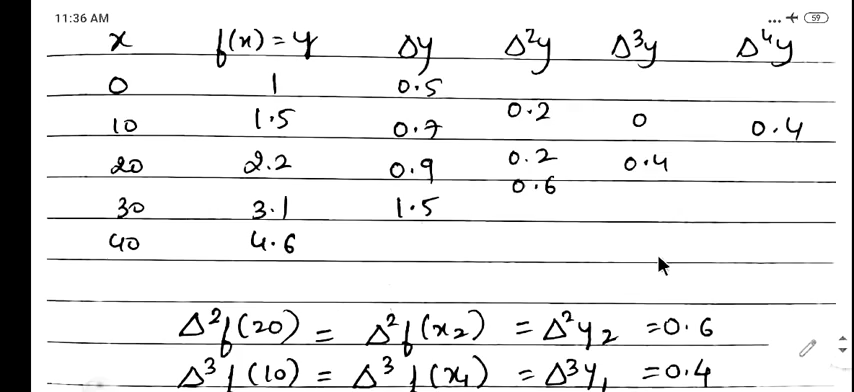 11:36 AM ... 59
x f(x) = y Δy Δ²y Δ³y Δ⁴y
0 1 0.5
10 1.5 0.7 0.2 0 0.4
20 2.2 0.9 0.2 0.4
30 3.1 1.5 0.6
40 4.6
Δ²f(20) = Δ²f(x₂) = Δ²y₂ = 0.6
Δ³f(10) = Δ³f(x₁) = Δ³y₁ = 0.4